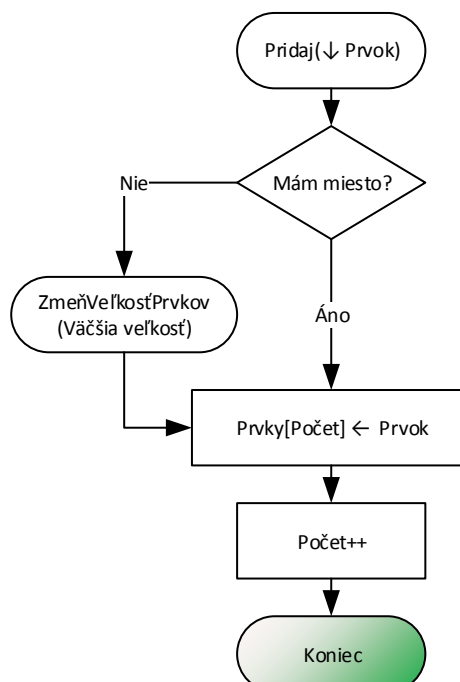 Pridaj(↓ Prvok)
Mám miesto?
Nie
ZmeňVeľkosťPrvkov
(Väčšia veľkosť)
Áno
Prvky[Počet] ← Prvok
Počet++
Koniec